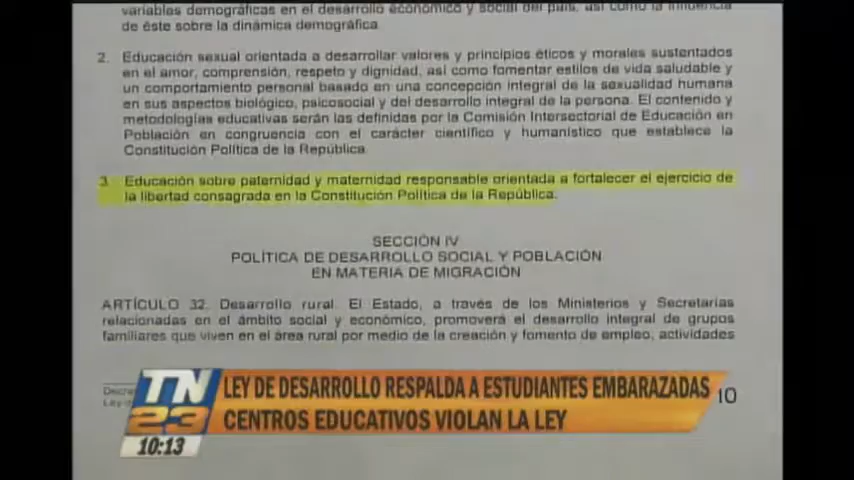 variables demográficas en el desarrollo económico y social del país, así como la influencia
de éste sobre la dinámica demográfica.
2. Educación sexual orientada a desarrollar valores y principios éticos y morales sustentados
en el amor, comprensión, respeto y dignidad, así como fomentar estilos de vida saludable y
un comportamiento personal basado en una concepción integral de la sexualidad humana
en sus aspectos biológico, psicosocial y del desarrollo integral de la persona. El contenido y
metodologías educativas serán las definidas por la Comisión Intersectorial de Educación en
Población en congruencia con el carácter científico y humanístico que establece la
Constitución Política de la República.
3. Educación sobre paternidad y maternidad responsable orientada a fortalecer el ejercicio de
la libertad consagrada en la Constitución Política de la República.
SECCIÓN IV
POLÍTICA DE DESARROLLO SOCIAL Y POBLACIÓN
EN MATERIA DE MIGRACIÓN
ARTÍCULO 32. Desarrollo rural. El Estado, a través de los Ministerios y Secretarías
relacionadas en el ámbito social y económico, promoverá el desarrollo integral de grupos
familiares que viven en el área rural por medio de la creación y fomento de empleo, actividades
10
TN
23
10:13
LEY DE DESARROLLO RESPALDA A ESTUDIANTES EMBARAZADAS
CENTROS EDUCATIVOS VIOLAN LA LEY